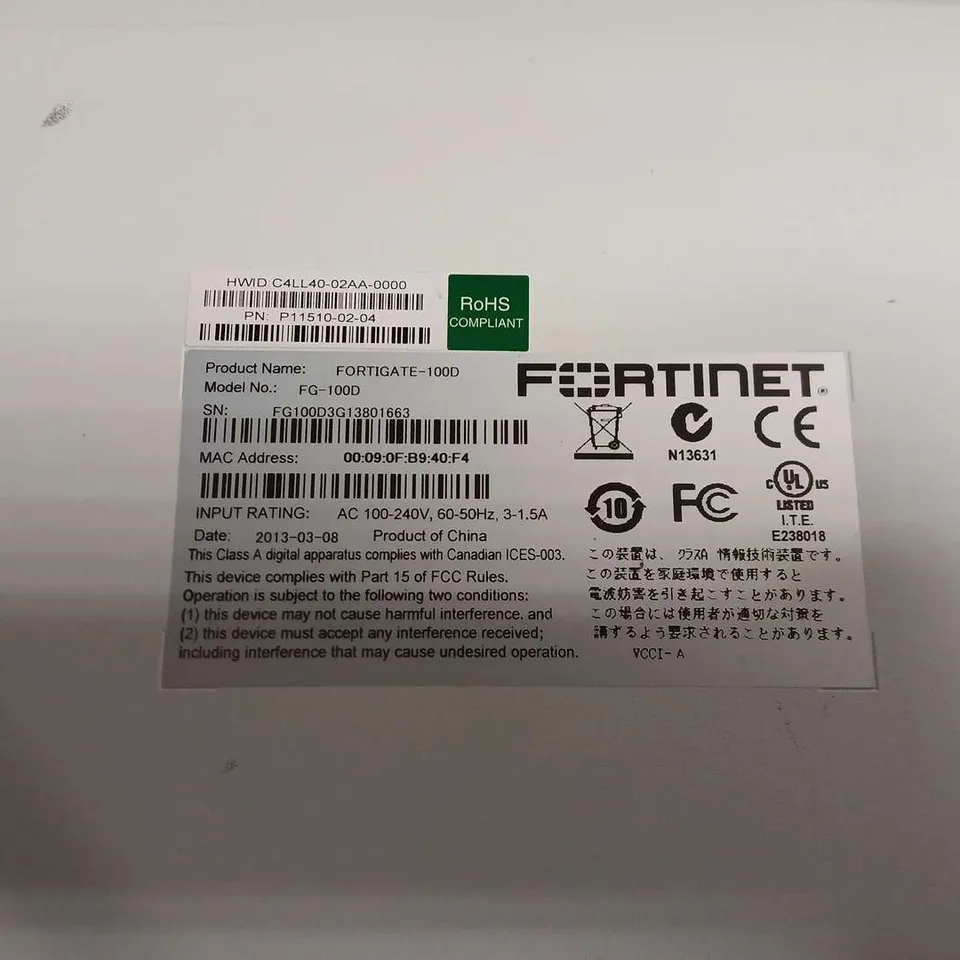 HWID:C4LL40-02AA-0000
PN: P11510-02-04
RoHS
COMPLIANT
Product Name: FORTIGATE-100D
Model No.: FG-100D
SN: FG100D3G13801663
MAC Address: 00:09:0F:B9:40:F4
INPUT RATING: AC 100-240V, 60-50Hz, 3-1.5A
Date: 2013-03-08 Product of China
This Class A digital apparatus complies with Canadian ICES-003.
This device complies with Part 15 of FCC Rules.
Operation is subject to the following two conditions:
(1) this device may not cause harmful interference. and
(2) this device must accept any interference received;
including interference that may cause undesired operation.
FORTINET®
N13631
CE
10
FC
C UL US
LISTED
I.T.E.
E238018
この装置は、クラスA 情報技術装置です。
この装置を家庭環境で使用すると
電波妨害を引き起こすことがあります。
この場合には使用者が適切な対策を
講ずるよう要求されることがあります。
VCCI-A